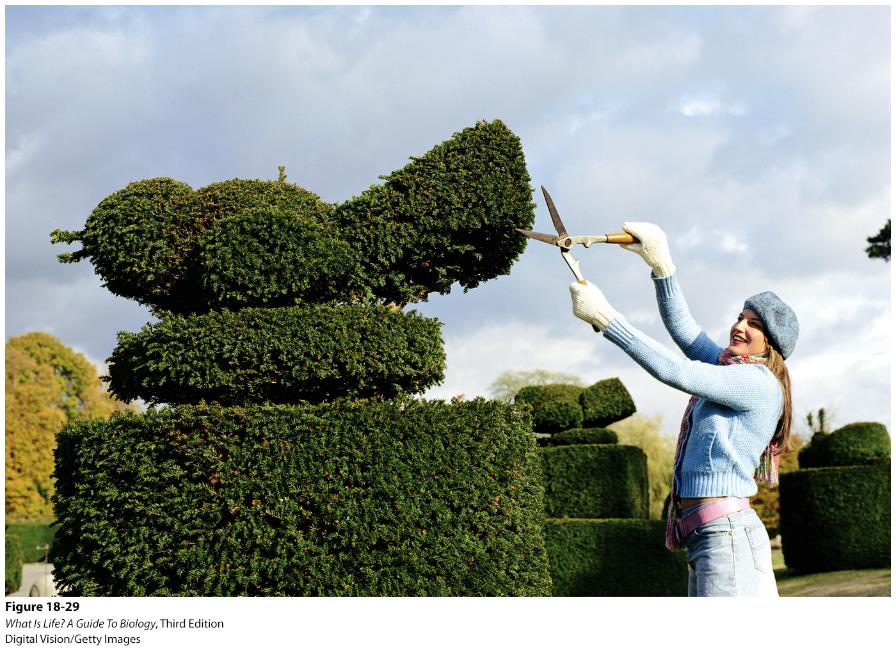 Figure 18-29
What Is Life? A Guide To Biology, Third Edition
Digital Vision/Getty Images